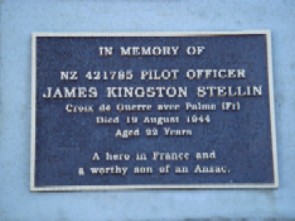 IN MEMORY OF
NZ 421785 PILOT OFFICER
JAMES KINGSTON STELLIN
Croix de Guerre avec Palme (Fr)
Died 19 August 1944
Aged 22 Years
A hero in France and
a worthy son of an Anzac.